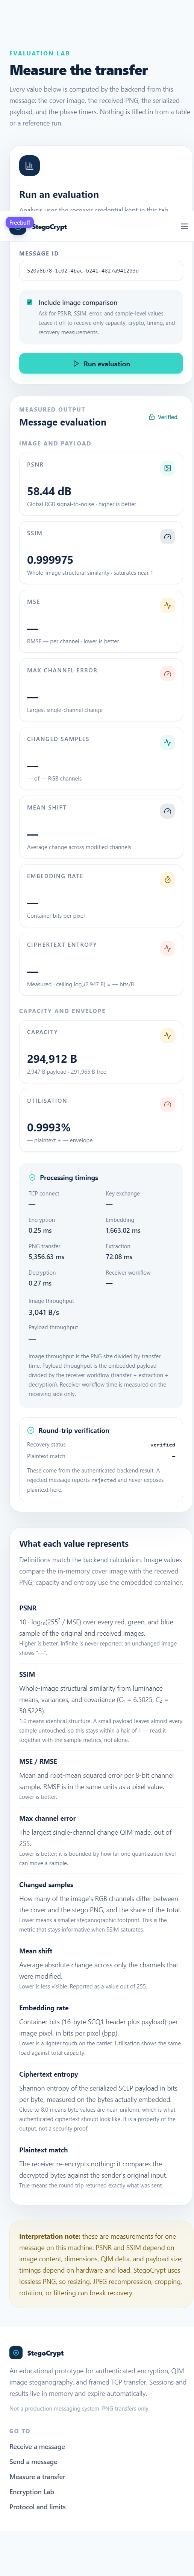 EVALUATION LAB
Measure the transfer
Every value below is computed by the backend from this
message: the cover image, the received PNG, the serialized
payload, and the phase timers. Nothing is filled in from a table
or a reference run.
Run an evaluation
Freebuff
StegoCrypt
MESSAGE ID
Include image comparison
Ask for PSNR, SSIM, error, and sample-level values.
Leave it off to receive only capacity, crypto, timing, and
recovery measurements.
Run evaluation
MEASURED OUTPUT
Message evaluation
Verified
IMAGE AND PAYLOAD
PSNR
58.44 dB
Global RGB signal-to-noise · higher is better
SSIM
0.999975
Whole-image structural similarity · saturates near 1
MSE
—
RMSE — per channel · lower is better
MAX CHANNEL ERROR
—
Largest single-channel change
CHANGED SAMPLES
—
— of — RGB channels
MEAN SHIFT
—
Average change across modified channels
EMBEDDING RATE
—
Container bits per pixel
CIPHERTEXT ENTROPY
—
Measured · ceiling log₂(2,947 B) ÷ — bits/B
CAPACITY AND ENVELOPE
CAPACITY
294,912 B
2,947 B payload · 291,965 B free
UTILISATION
0.9993%
— plaintext + — envelope
Processing timings
TCP connect
—
Key exchange
—
Encryption
0.25 ms
Embedding
1,663.02 ms
PNG transfer
5,356.63 ms
Extraction
72.08 ms
Decryption
0.27 ms
Receiver workflow
—
Image throughput
3,041 B/s
Payload throughput
—
Image throughput is the PNG size divided by transfer
time. Payload throughput is the embedded payload
divided by the receiver workflow (transfer + extraction +
decryption). Receiver workflow time is measured on the
receiving side only.
Round-trip verification
Recovery status verified
Plaintext match —
These come from the authenticated backend result. A
rejected message reports rejected and never exposes
plaintext here.
What each value represents
Definitions match the backend calculation. Image values
compare the in-memory cover image with the received
PNG; capacity and entropy use the embedded container.
PSNR
10 · log₁₀(255² / MSE) over every red, green, and blue
sample of the original and received images.
Higher is better. Infinite is never reported; an unchanged image
shows "—".
SSIM
Whole-image structural similarity from luminance
means, variances, and covariance (C₁ = 6.5025, C₂ =
58.5225).
1.0 means identical structure. A small payload leaves almost every
sample untouched, so this stays within a hair of 1 — read it
together with the sample metrics, not alone.
MSE / RMSE
Mean and root-mean squared error per 8-bit channel
sample. RMSE is in the same units as a pixel value.
Lower is better.
Max channel error
The largest single-channel change QIM made, out of
255.
Lower is better; it is bounded by how far one quantization level
can move a sample.
Changed samples
How many of the image's RGB channels differ between
the cover and the stego PNG, and the share of the total.
Lower means a smaller steganographic footprint. This is the
metric that stays informative when SSIM saturates.
Mean shift
Average absolute change across only the channels that
were modified.
Lower is less visible. Reported as a value out of 255.
Embedding rate
Container bits (16-byte SCQ1 header plus payload) per
image pixel, in bits per pixel (bpp).
Lower is a lighter touch on the carrier. Utilisation shows the same
load against total capacity.
Ciphertext entropy
Shannon entropy of the serialized SCEP payload in bits
per byte, measured on the bytes actually embedded.
Close to 8.0 means byte values are near-uniform, which is what
authenticated ciphertext should look like. It is a property of the
output, not a security proof.
Plaintext match
The receiver re-encrypts nothing: it compares the
decrypted bytes against the sender's original input.
True means the round trip returned exactly what was sent.
Interpretation note: these are measurements for one
message on this machine. PSNR and SSIM depend on
image content, dimensions, QIM delta, and payload size;
timings depend on hardware and load. StegoCrypt uses
lossless PNG, so resizing, JPEG recompression, cropping,
rotation, or filtering can break recovery.
StegoCrypt
An educational prototype for authenticated encryption, QIM
image steganography, and framed TCP transfer. Sessions and
results live in memory and expire automatically.
Not a production messaging system. PNG transfers only.
GO TO
Receive a message
Send a message
Measure a transfer
Encryption Lab
Protocol and limits